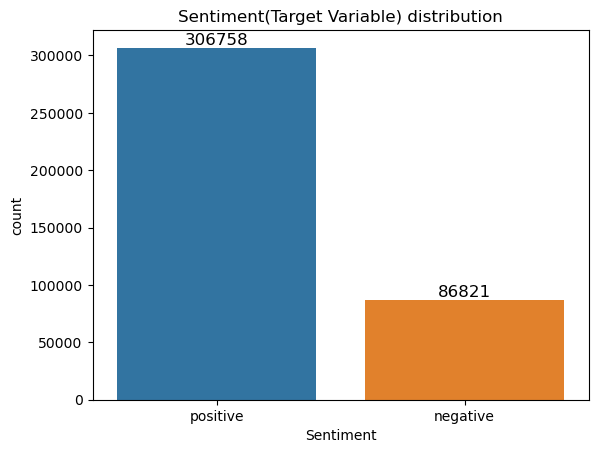 Sentiment(Target Variable) distribution
306758
300000
250000
200000
150000
100000
50000
0
count
86821
positive
negative
Sentiment